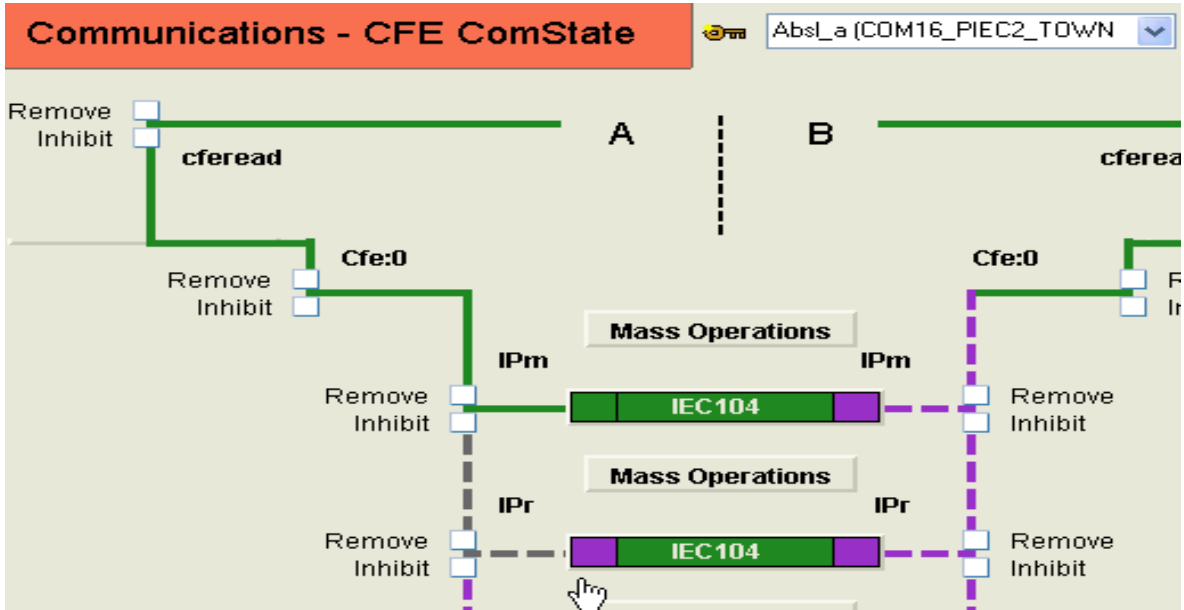 Communications - CFE ComState
Absl_a (COM16_PIEC2_TOWN
Remove
Inhibit
A
B
cferead
cferea
Cfe:0
Cfe:0
Remove
Inhibit
R
Mass Operations
IPm
IPm
Remove
Inhibit
IEC104
Remove
Inhibit
Mass Operations
IPr
IPr
Remove
Inhibit
IEC104
Remove
Inhibit